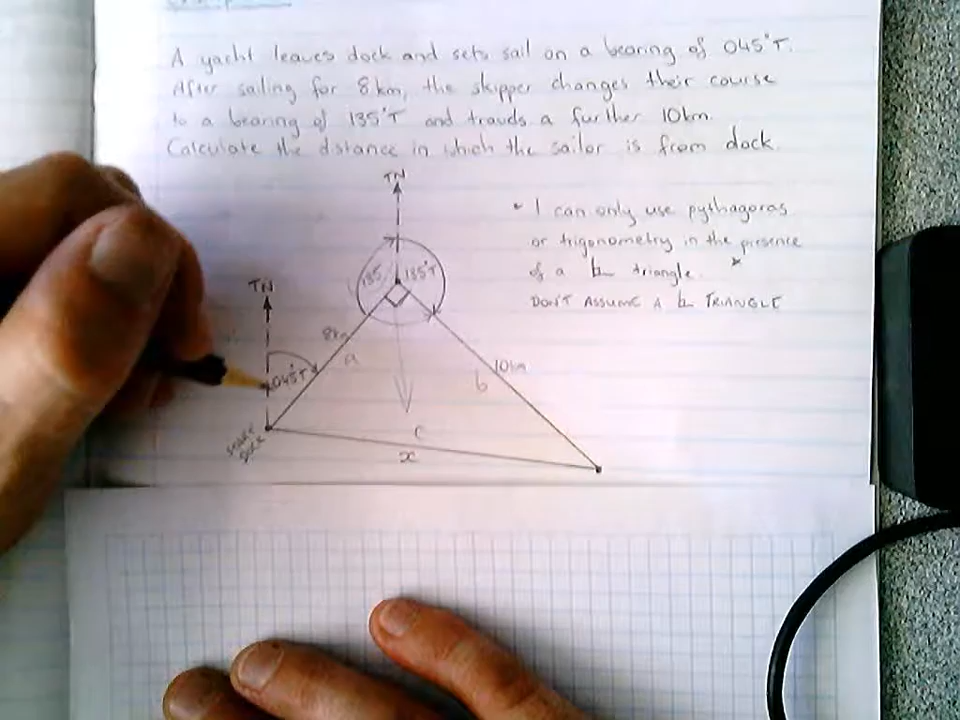 A yacht leaves dock and sets sail on a bearing of 045°T.
After sailing for 8km, the skipper changes their course
to a bearing of 135°T and travels a further 10km.
Calculate the distance in which the sailor is from dock.
TN
* I can only use pythagoras
or trigonometry in the presence
of a triangle. *
DON'T ASSUME A TRIANGLE
135
135°T
TN
8km
a
045°T
10km
b
c
x
START
DOCK